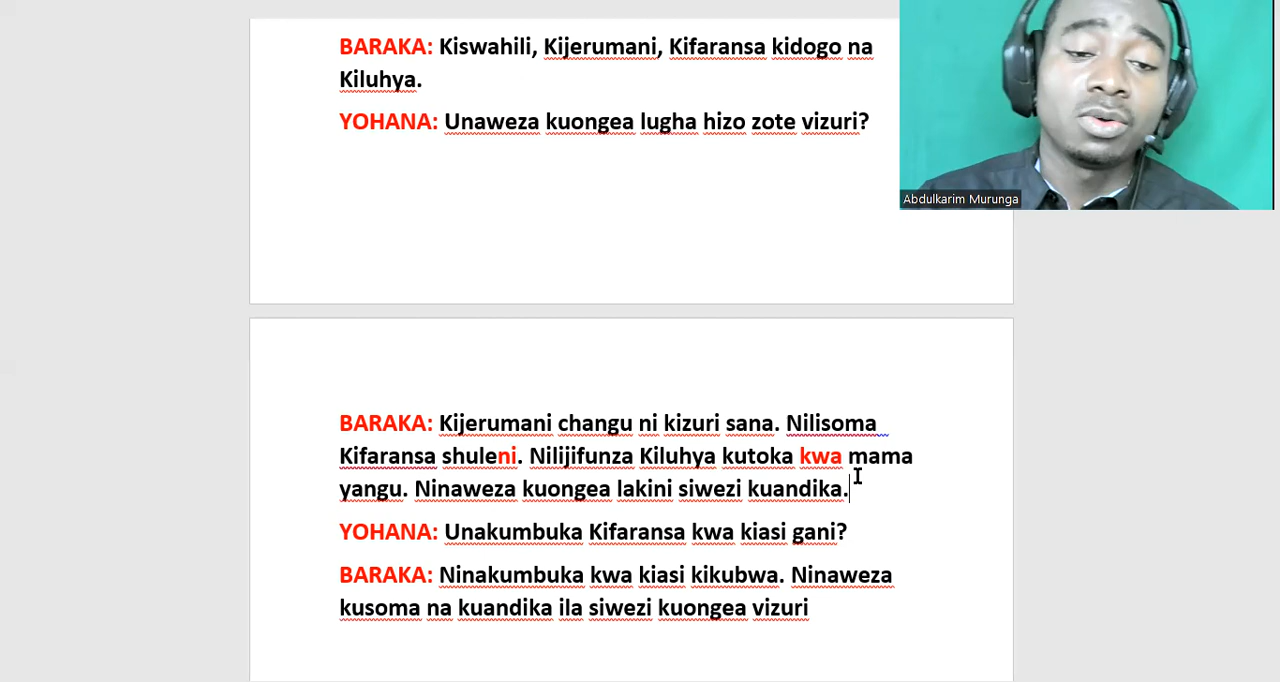 BARAKA: Kiswahili, Kijerumani, Kifaransa kidogo na
Kiluhya.
YOHANA: Unaweza kuongea lugha hizo zote vizuri?
Abdulkarim Murunga
BARAKA: Kijerumani changu ni kizuri sana. Nilisoma
Kifaransa shuleni. Nilijifunza Kiluhya kutoka kwa mama
yangu. Ninaweza kuongea lakini siwezi kuandika.
YOHANA: Unakumbuka Kifaransa kwa kiasi gani?
BARAKA: Ninakumbuka kwa kiasi kikubwa. Ninaweza
kusoma na kuandika ila siwezi kuongea vizuri